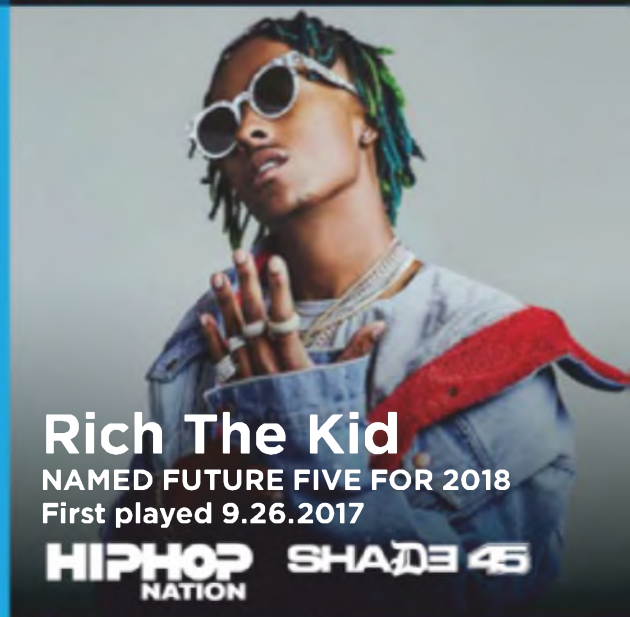 Rich The Kid
NAMED FUTURE FIVE FOR 2018
First played 9.26.2017
HIPHOP NATION
SHADE 45